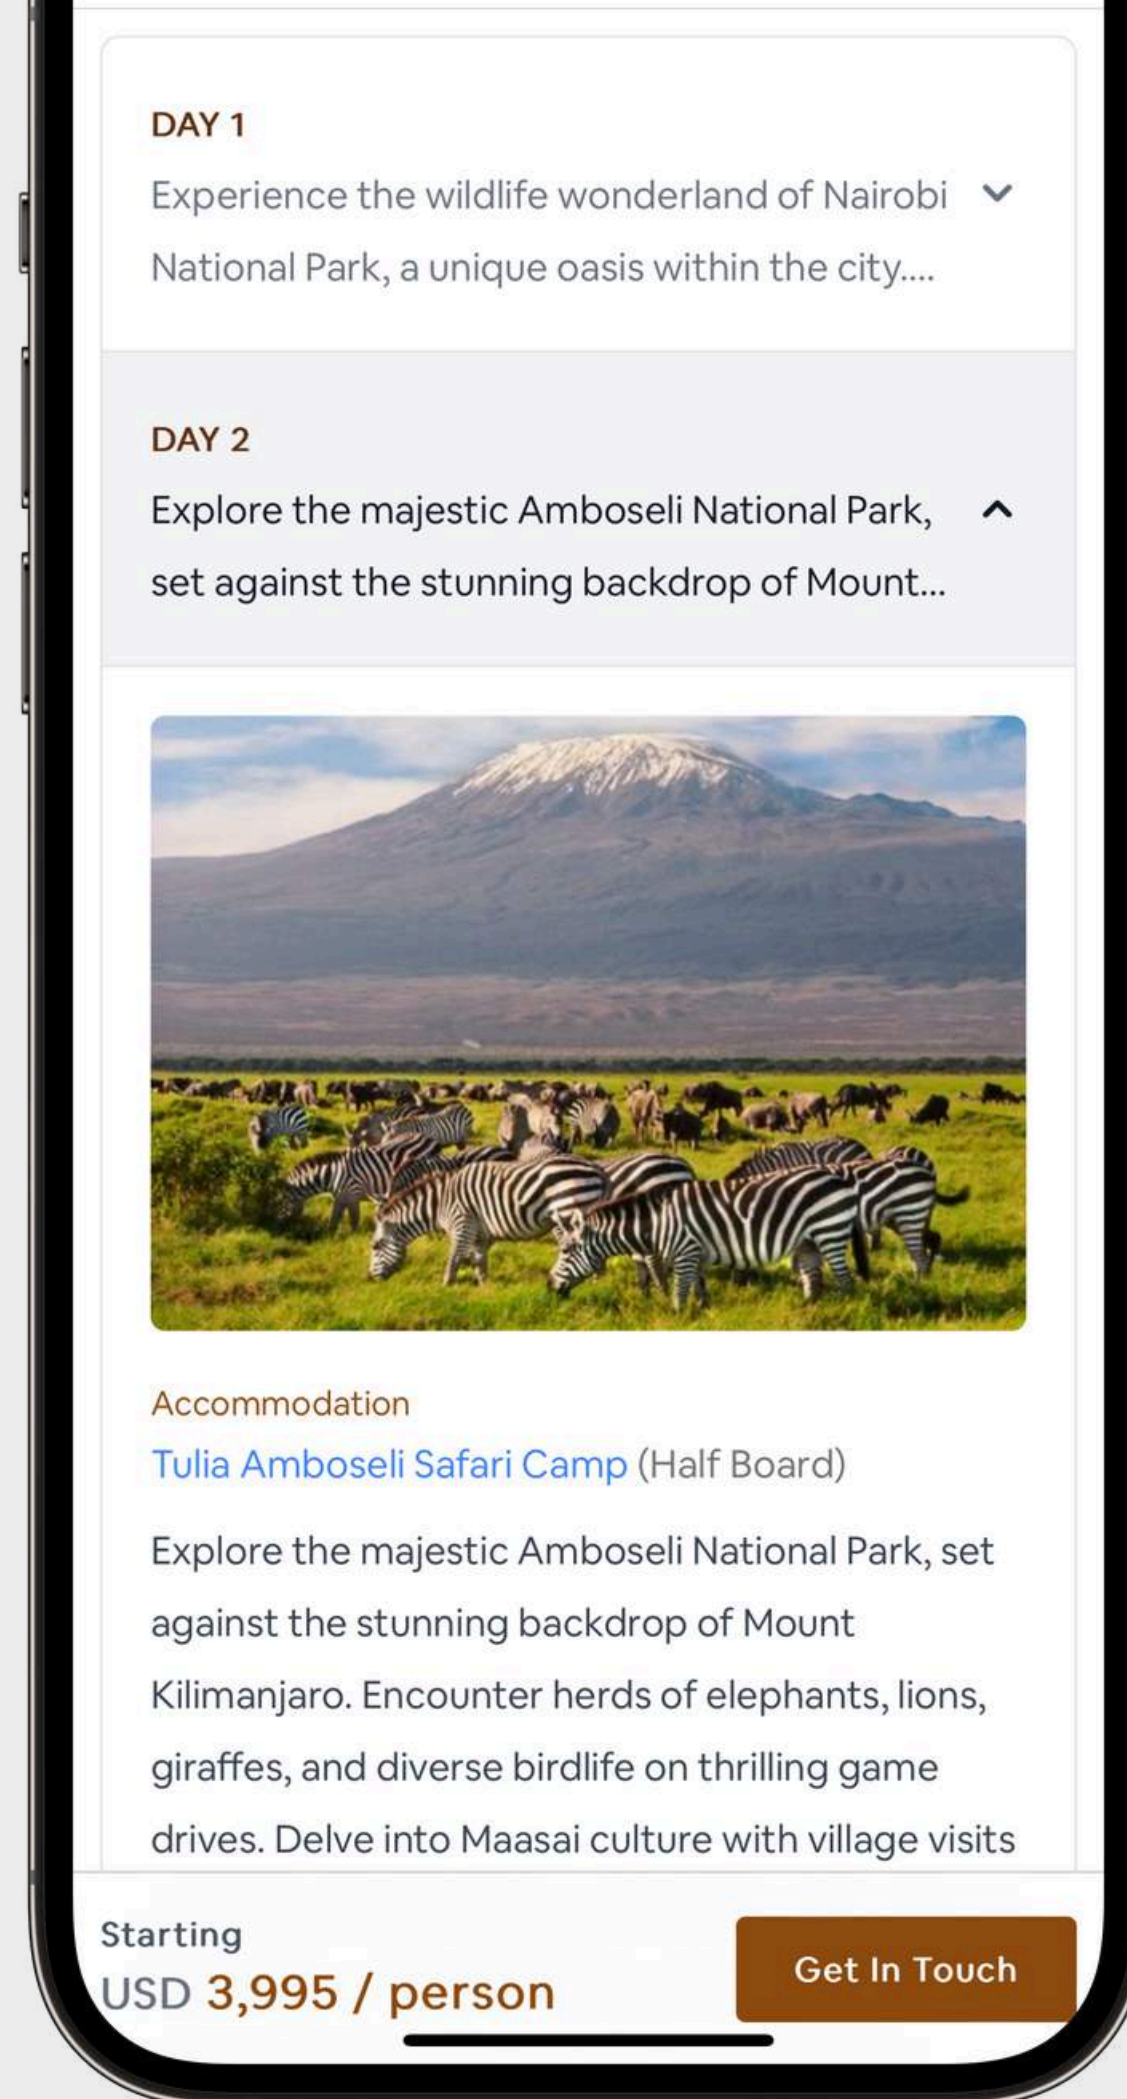 DAY 1
Experience the wildlife wonderland of Nairobi
National Park, a unique oasis within the city....
DAY 2
Explore the majestic Amboseli National Park,
set against the stunning backdrop of Mount...
Accommodation
Tulia Amboseli Safari Camp (Half Board)
Explore the majestic Amboseli National Park, set
against the stunning backdrop of Mount
Kilimanjaro. Encounter herds of elephants, lions,
giraffes, and diverse birdlife on thrilling game
drives. Delve into Maasai culture with village visits
Starting
USD 3,995 / person
Get In Touch